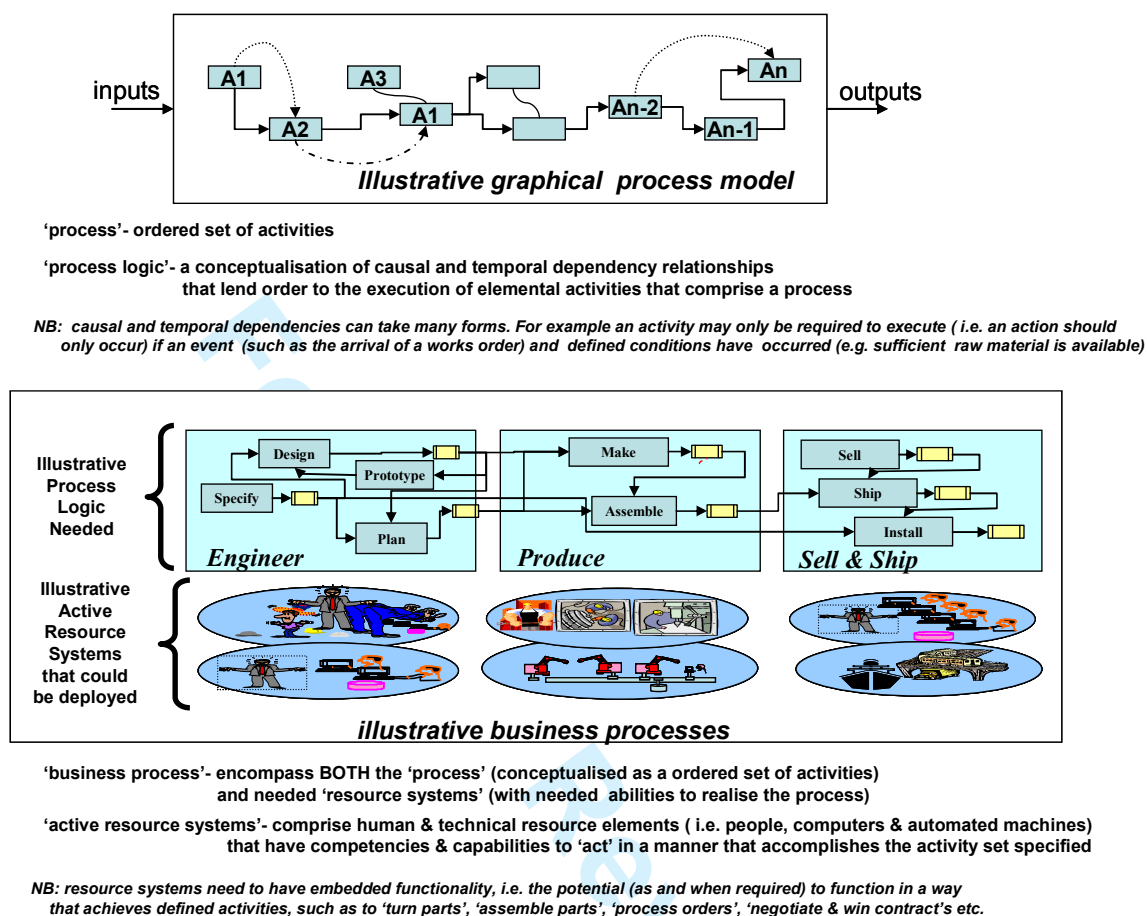 inputs
A1
A2
A3
A1
An-2
An-1
An
outputs
Illustrative graphical process model
‘process’- ordered set of activities
‘process logic’- a conceptualisation of causal and temporal dependency relationships
that lend order to the execution of elemental activities that comprise a process
NB: causal and temporal dependencies can take many forms. For example an activity may only be required to execute ( i.e. an action should
only occur) if an event (such as the arrival of a works order) and defined conditions have occurred (e.g. sufficient raw material is available)
Illustrative
Process
Logic
Needed
Design
Prototype
Specify
Plan
Engineer
Make
Assemble
Produce
Sell
Ship
Install
Sell & Ship
Illustrative
Active
Resource
Systems
that could
be deployed
illustrative business processes
‘business process’- encompass BOTH the ‘process’ (conceptualised as a ordered set of activities)
and needed ‘resource systems’ (with needed abilities to realise the process)
‘active resource systems’- comprise human & technical resource elements ( i.e. people, computers & automated machines)
that have competencies & capabilities to ‘act’ in a manner that accomplishes the activity set specified
NB: resource systems need to have embedded functionality, i.e. the potential (as and when required) to function in a way
that achieves defined activities, such as to ‘turn parts’, ‘assemble parts’, ‘process orders’, ‘negotiate & win contract’s etc.